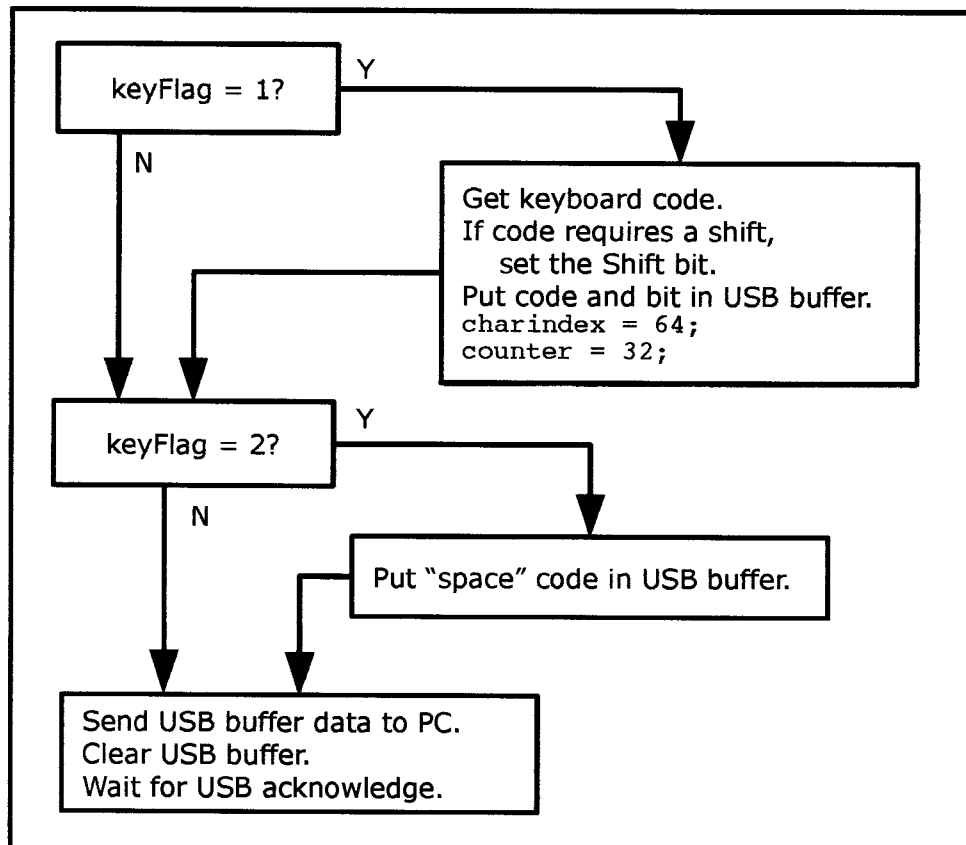 keyFlag = 1?
Y
N
Get keyboard code.
If code requires a shift,
set the Shift bit.
Put code and bit in USB buffer.
charindex = 64;
counter = 32;
keyFlag = 2?
Y
N
Put “space” code in USB buffer.
Send USB buffer data to PC.
Clear USB buffer.
Wait for USB acknowledge.